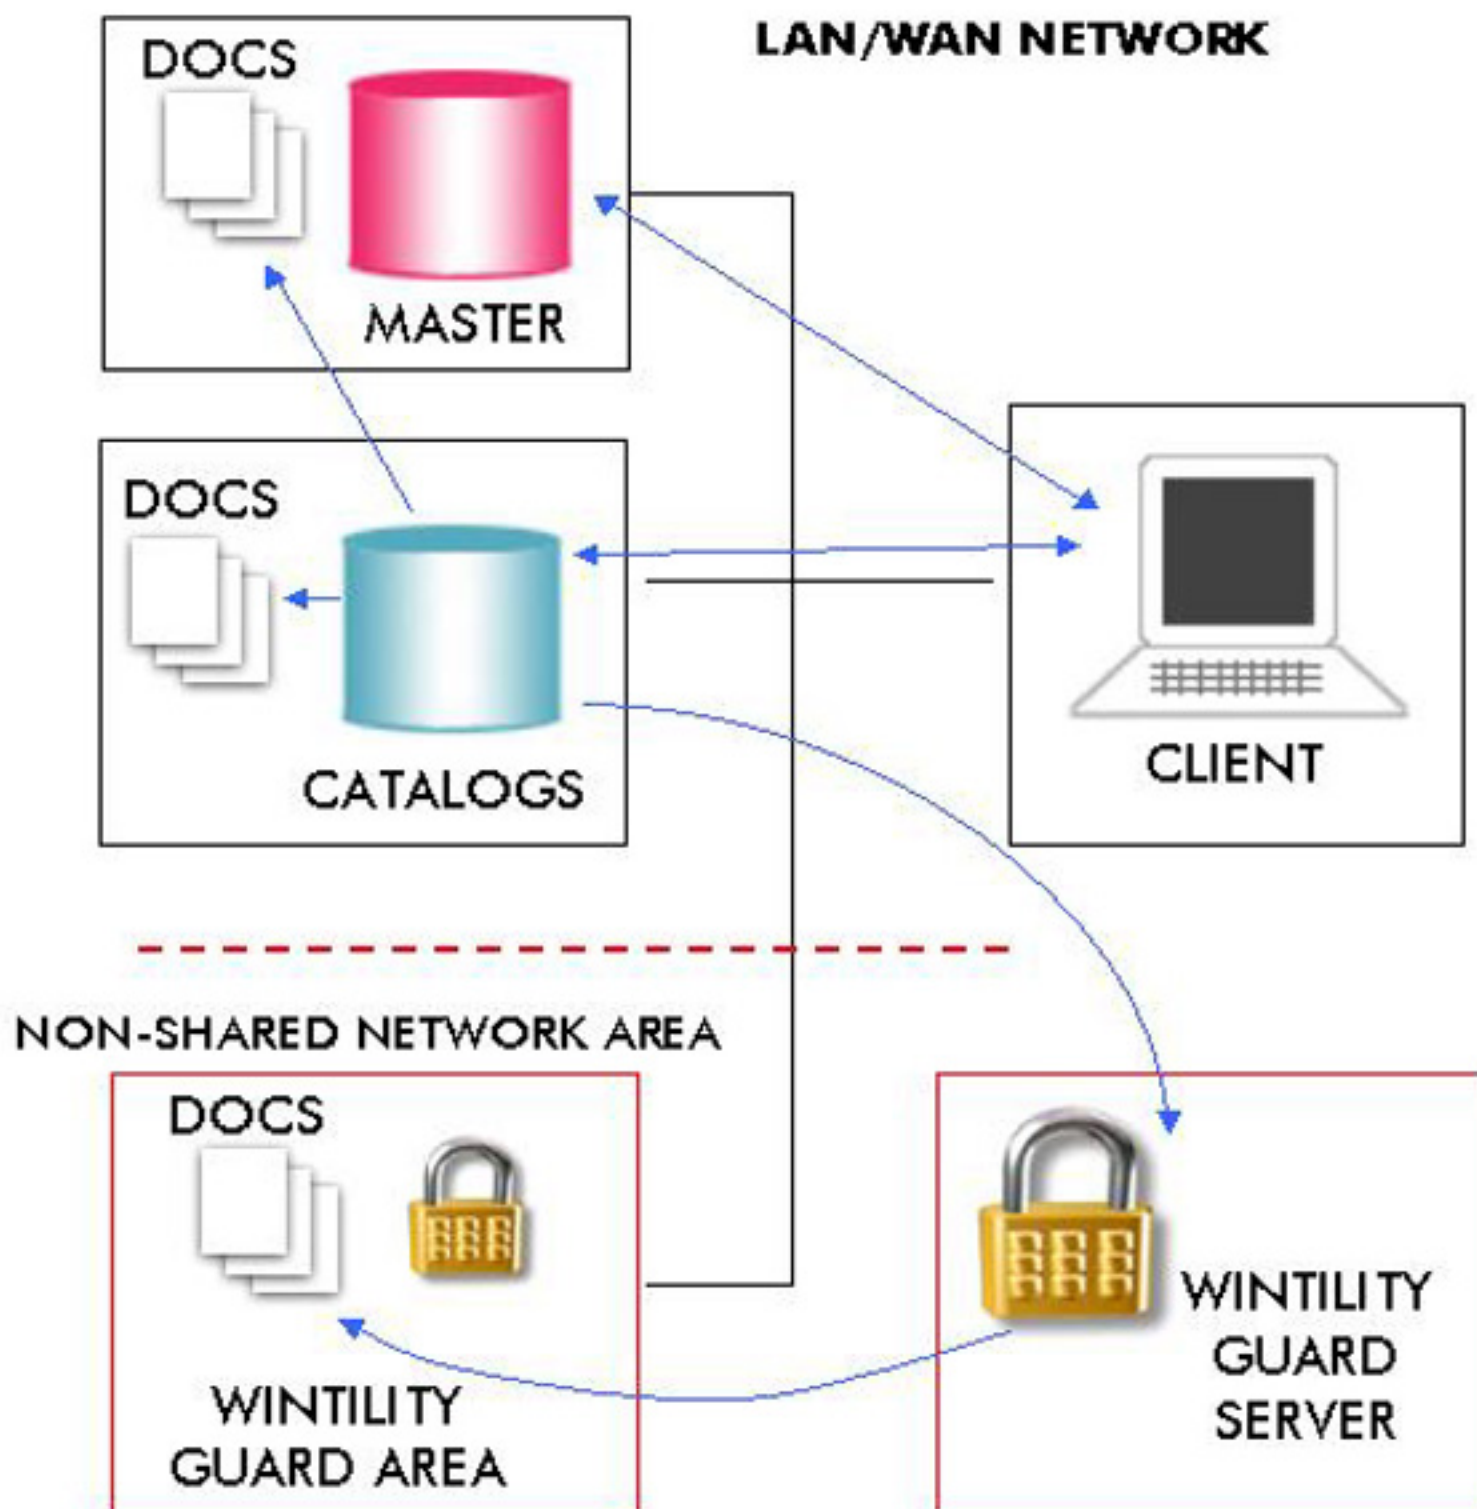 LAN/WAN NETWORK
DOCS
MASTER
DOCS
CATALOGS
CLIENT
NON-SHARED NETWORK AREA
DOCS
WINTILITY
GUARD AREA
WINTILITY
GUARD
SERVER